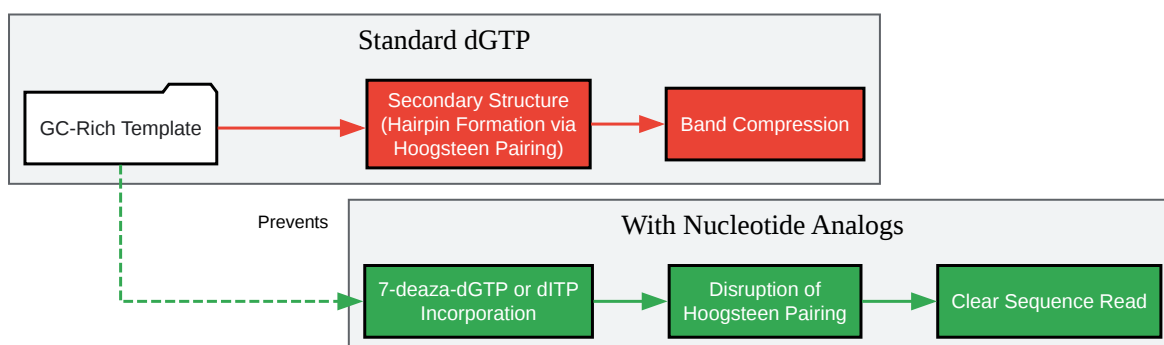 Standard dGTP
GC-Rich Template
Secondary Structure
(Hairpin Formation via
Hoogsteen Pairing)
Band Compression
Prevents
With Nucleotide Analogs
7-deaza-dGTP or dITP
Incorporation
Disruption of
Hoogsteen Pairing
Clear Sequence Read